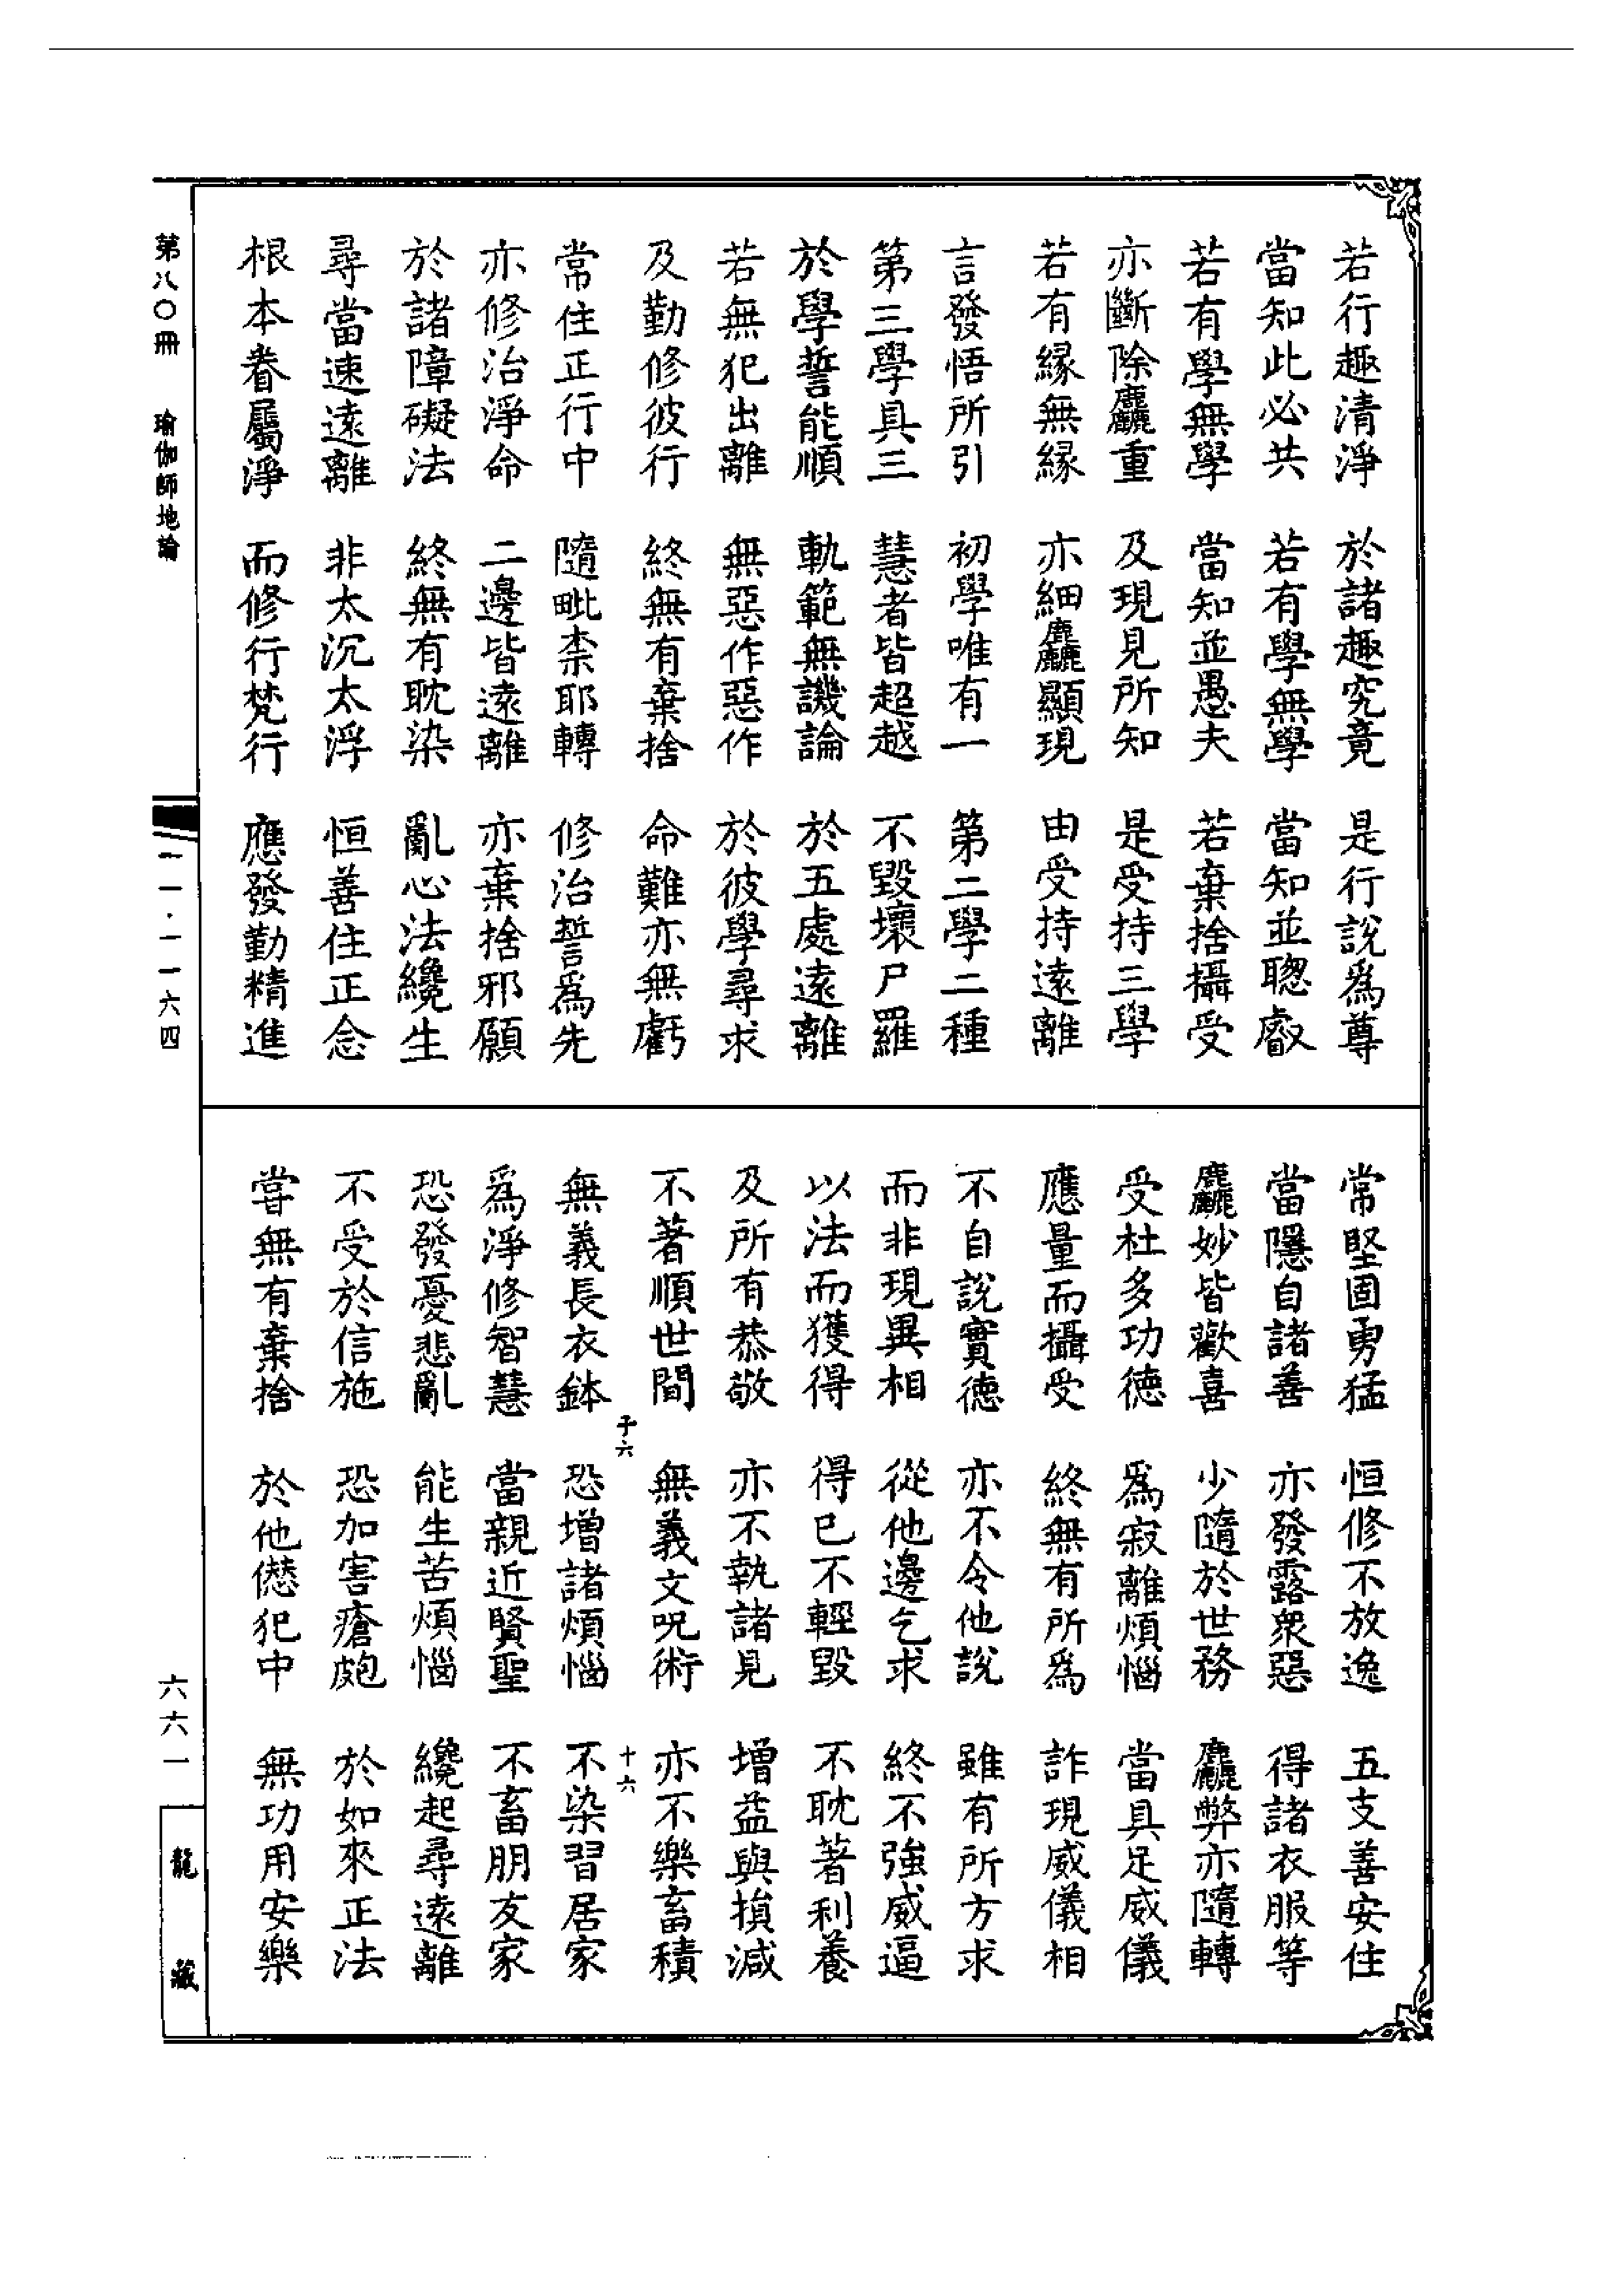 若行趣清淨　於諸趣究竟　是行說爲尊
當知此必共　若有學無學　當知並聰叡
若有學無學　當知並愚夫　若棄捨攝受
亦斷除麤重　及現見所知　是受持三學
若有緣無緣　亦細麤顯現　由受持遠離
言發悟所引　初學唯有一　第二學二種
第三學具三　慧者皆超越　不毀壞尸羅
於學誓能順　軌範無譏論　於五處遠離
若無犯出離　無惡作惡作　於彼學尋求
及勤修彼行　終無有棄捨　命難亦無虧
常住正行中　隨毗柰耶轉　修治誓爲先
亦修治淨命　二邊皆遠離　亦棄捨邪願
於諸障礙法　終無有耽染　亂心法纔生
尋當速遠離　非太沉太浮　恒善住正念
根本眷屬淨　而修行梵行　應發勤精進
常堅固勇猛　恒修不放逸　五支善安住
當隱自諸善　亦發露衆惡　得諸衣服等
麤妙皆歡喜　少隨於世務　麤弊亦隨轉
受杜多功德　爲寂離煩惱　當具足威儀
應量而攝受　終無有所爲　詐現威儀相
不自說實德　亦不令他說　雖有所方求
而非現異相　從他邊乞求　終不強威逼
以法而獲得　得已不輕毀　不耽著利養
及所有恭敬　亦不執諸見　增益與損減
不著順世間　無義文呪術　亦不樂畜積
于六　十六
無義長衣鉢　恐增諸煩惱　不染習居家
爲淨修智慧　當親近賢聖　不畜朋友家
恐發憂悲亂　能生苦煩惱　纔起尋遠離
不受於信施　恐加害瘡皰　於如來正法
甞無有棄捨　於他僁犯中　無功用安樂
第八〇冊　瑜伽師地論
一一·一一六四
六六一
龍藏